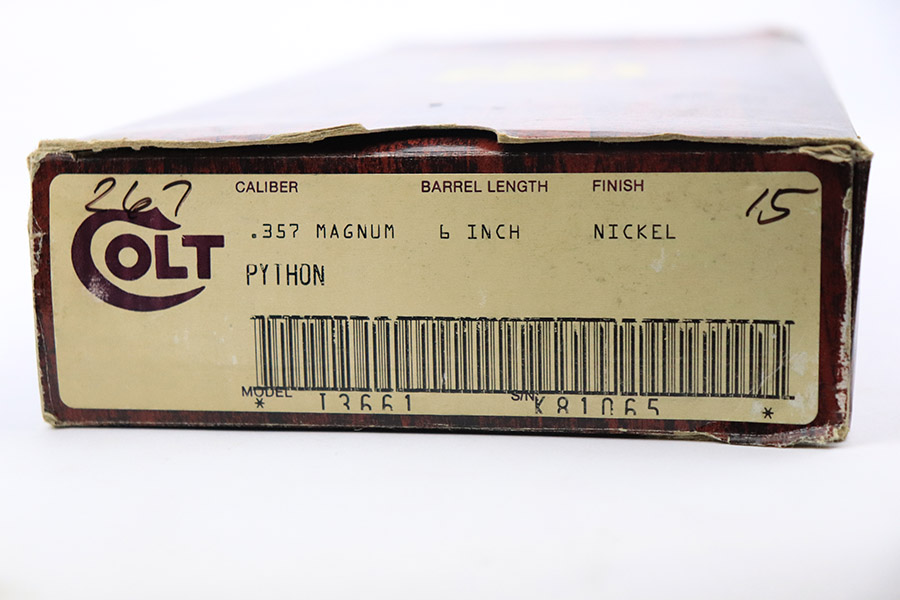 267
CALIBER BARREL LENGTH FINISH
15
COLT
.357 MAGNUM 6 INCH NICKEL
PYTHON
MODEL S/N
* I3661 K81065 *